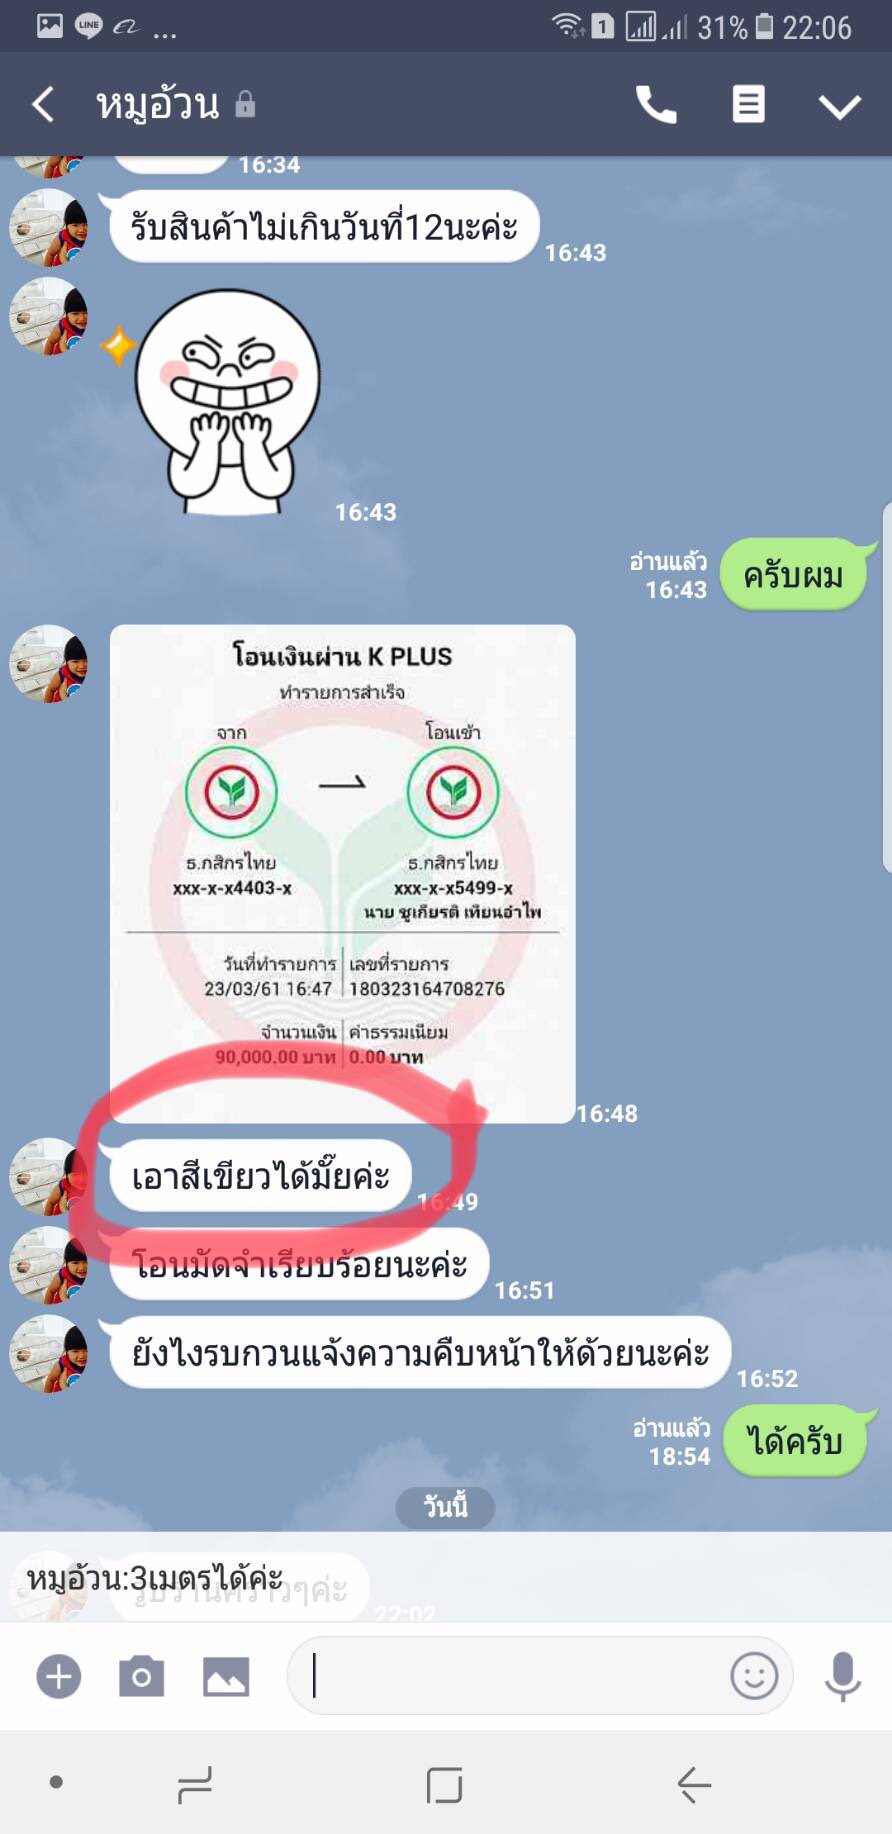 LINE
...
1
31%
22:06
หมูอ้วน
16:34
รับสินค้าไม่เกินวันที่12นะค่ะ
16:43
16:43
อ่านแล้ว
16:43
ครับผม
โอนเงินผ่าน K PLUS
ทำรายการสำเร็จ
จาก
โอนเข้า
ธ.กสิกรไทย
ธ.กสิกรไทย
xxx-x-x4403-x
xxx-x-x5499-x
นาย ชูเกียรติ เทียนอำไพ
วันที่ทำรายการ เลขที่รายการ
23/03/61 16:47 180323164708276
จำนวนเงิน ค่าธรรมเนียม
90,000.00 บาท 0.00 บาท
16:48
เอาสีเขียวได้มั๊ยค่ะ
16:49
โอนมัดจำเรียบร้อยนะค่ะ
16:51
ยังไงรบกวนแจ้งความคืบหน้าให้ด้วยนะค่ะ
16:52
อ่านแล้ว
18:54
ได้ครับ
วันนี้
หมูอ้วน:3เมตรได้ค่ะ
22:02